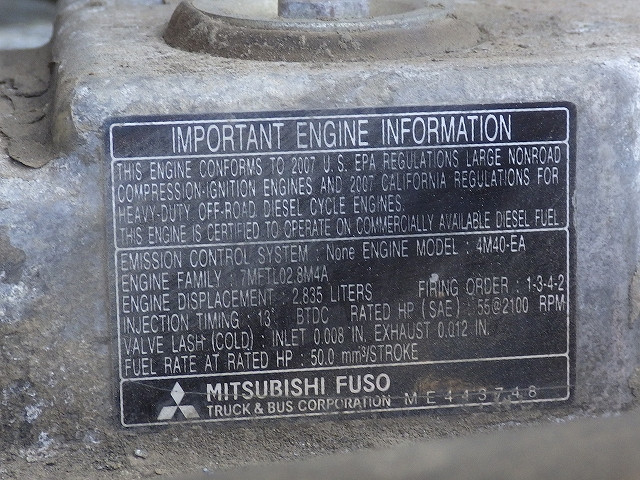 IMPORTANT ENGINE INFORMATION
THIS ENGINE CONFORMS TO 2007 U.S. EPA REGULATIONS LARGE NONROAD
COMPRESSION-IGNITION ENGINES AND 2007 CALIFORNIA REGULATIONS FOR
HEAVY-DUTY OFF-ROAD DIESEL CYCLE ENGINES.
THIS ENGINE IS CERTIFIED TO OPERATE ON COMMERCIALLY AVAILABLE DIESEL FUEL
EMISSION CONTROL SYSTEM : None ENGINE MODEL : 4M40-EA
ENGINE FAMILY : 7MFTL02.8M4A
ENGINE DISPLACEMENT : 2.835 LITERS FIRING ORDER : 1-3-4-2
INJECTION TIMING : 13° BTDC RATED HP (SAE) : 55@2100 RPM
VALVE LASH (COLD) : INLET 0.008 IN. EXHAUST 0.012 IN.
FUEL RATE AT RATED HP : 50.0 mm³/STROKE
MITSUBISHI FUSO
TRUCK & BUS CORPORATION ME443748